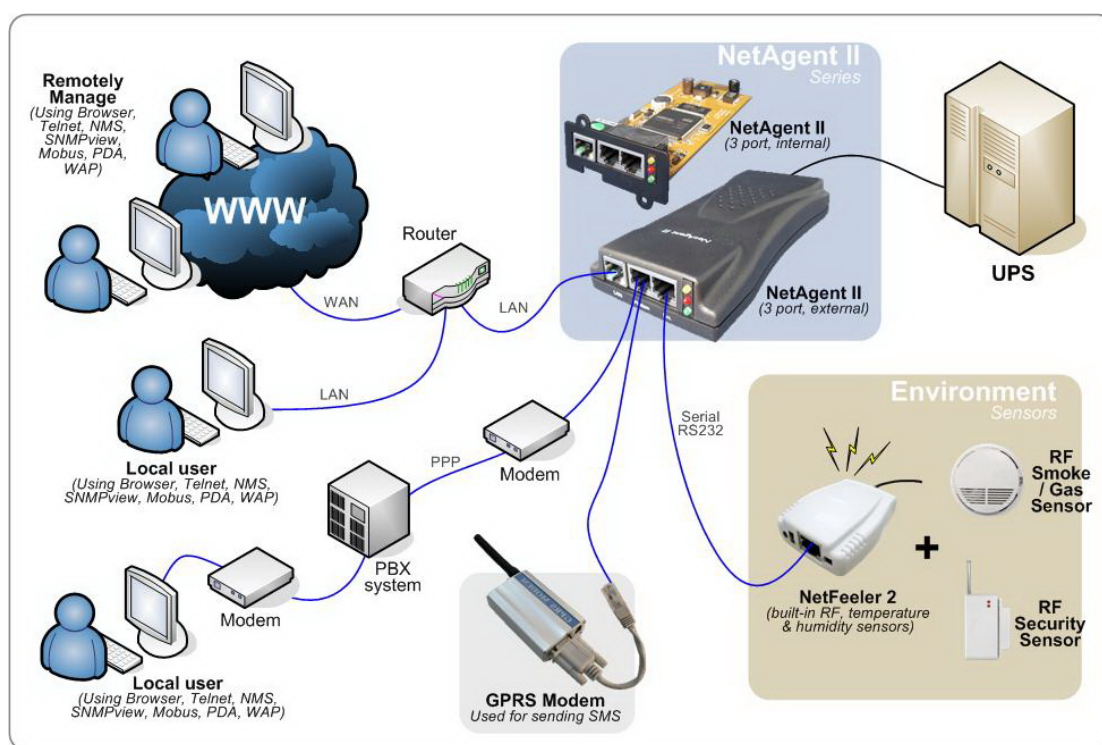 Remotely
Manage
(Using Browser,
Telnet, NMS,
SNMPview,
Mobus, PDA,
WAP)
WWW
Router
WAN
LAN
LAN
NetAgent II
Series
NetAgent II
(3 port, internal)
NetAgent II
(3 port, external)
UPS
Local user
(Using Browser, Telnet, NMS,
SNMPview, Mobus, PDA, WAP)
PPP
Modem
PBX
system
Modem
Local user
(Using Browser, Telnet, NMS,
SNMPview, Mobus, PDA, WAP)
GPRS Modem
Used for sending SMS
Serial
RS232
Environment
Sensors
RF
Smoke
/ Gas
Sensor
+
NetFeeler 2
(built-in RF, temperature
& humidity sensors)
RF
Security
Sensor